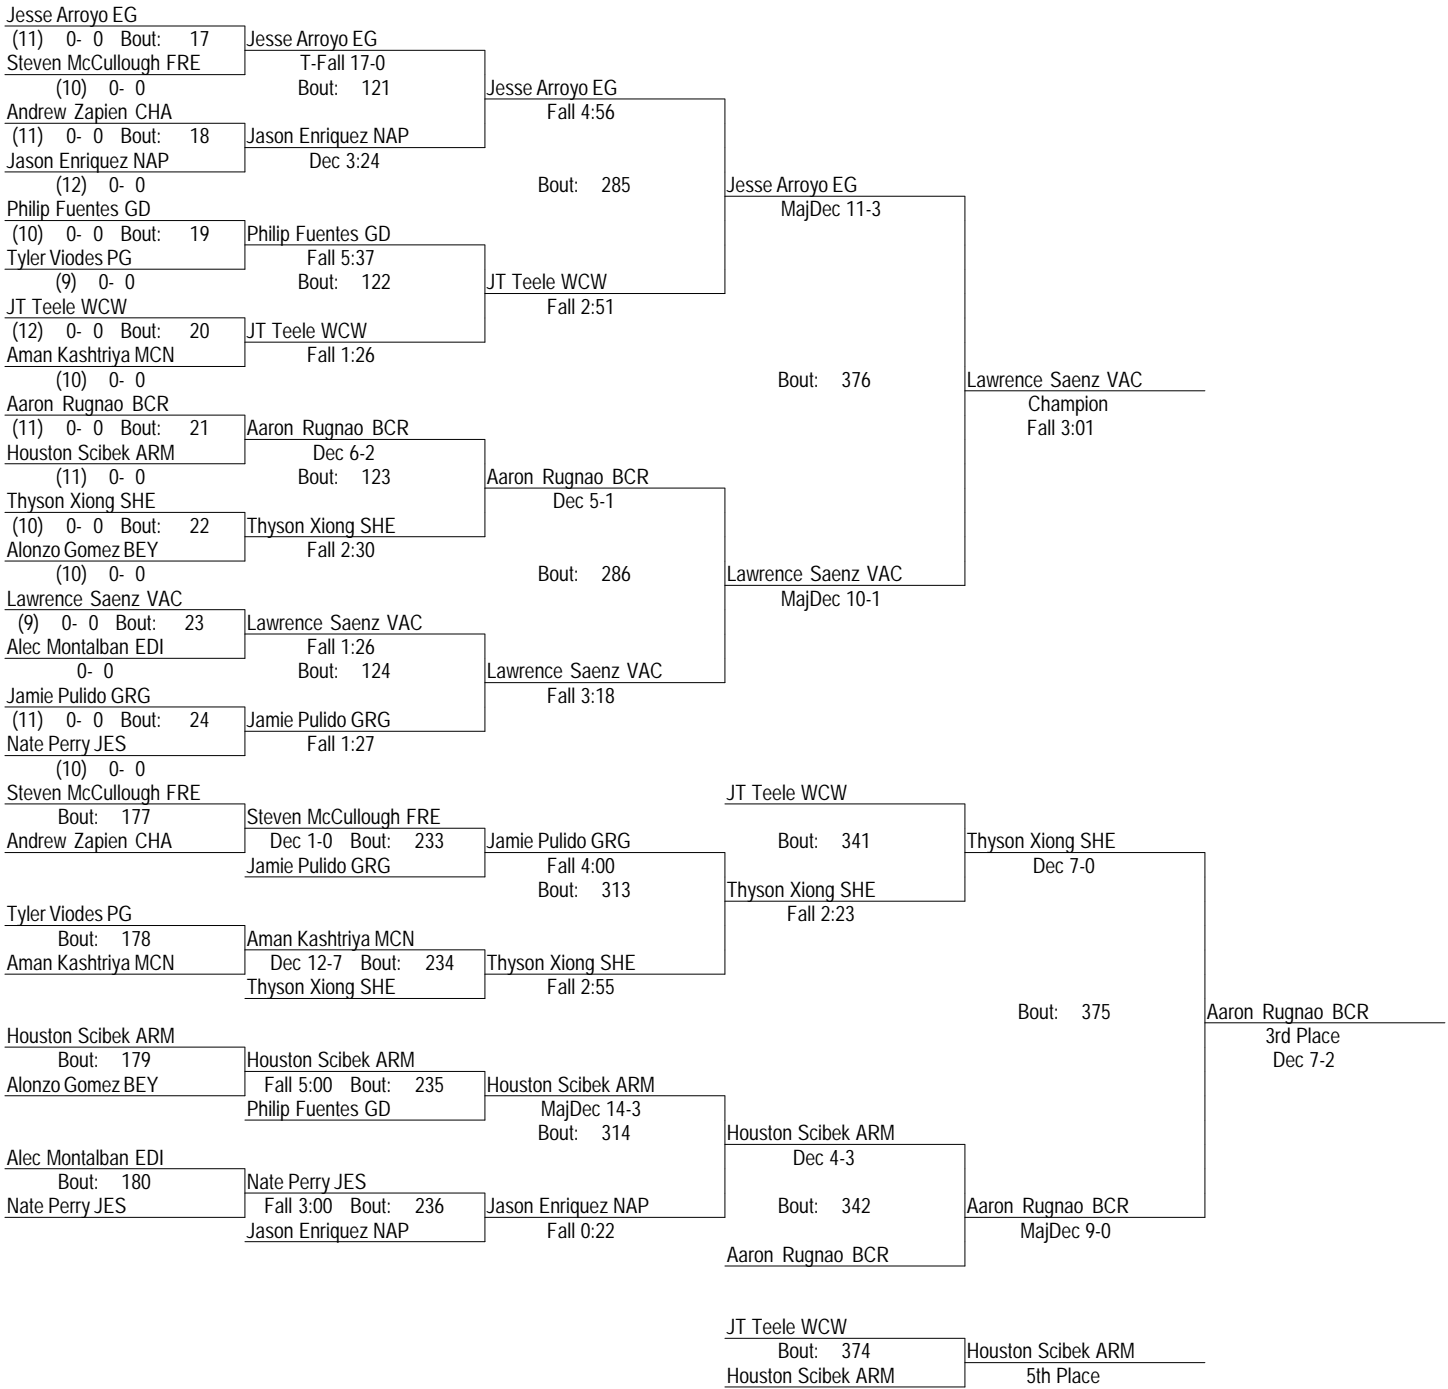 Jesse Arroyo EG
(11) 0- 0 Bout: 17
Jesse Arroyo EG
Steven McCullough FRE
T-Fall 17-0
(10) 0- 0
Bout: 121
Jesse Arroyo EG
Andrew Zapien CHA
Fall 4:56
(11) 0- 0 Bout: 18
Jason Enriquez NAP
Jason Enriquez NAP
Dec 3:24
(12) 0- 0
Bout: 285
Jesse Arroyo EG
Philip Fuentes GD
MajDec 11-3
(10) 0- 0 Bout: 19
Philip Fuentes GD
Tyler Viodes PG
Fall 5:37
(9) 0- 0
Bout: 122
JT Teele WCW
JT Teele WCW
Fall 2:51
(12) 0- 0 Bout: 20
JT Teele WCW
Aman Kashtriya MCN
Fall 1:26
(10) 0- 0
Bout: 376
Lawrence Saenz VAC
Aaron Rugnao BCR
Champion
(11) 0- 0 Bout: 21
Aaron Rugnao BCR
Fall 3:01
Houston Scibek ARM
Dec 6-2
(11) 0- 0
Bout: 123
Aaron Rugnao BCR
Thyson Xiong SHE
Dec 5-1
(10) 0- 0 Bout: 22
Thyson Xiong SHE
Alonzo Gomez BEY
Fall 2:30
(10) 0- 0
Bout: 286
Lawrence Saenz VAC
Lawrence Saenz VAC
MajDec 10-1
(9) 0- 0 Bout: 23
Lawrence Saenz VAC
Alec Montalban EDI
Fall 1:26
0- 0
Bout: 124
Lawrence Saenz VAC
Jamie Pulido GRG
Fall 3:18
(11) 0- 0 Bout: 24
Jamie Pulido GRG
Nate Perry JES
Fall 1:27
(10) 0- 0
Steven McCullough FRE
JT Teele WCW
Bout: 177
Steven McCullough FRE
Andrew Zapien CHA
Dec 1-0 Bout: 233
Jamie Pulido GRG
Bout: 341
Thyson Xiong SHE
Jamie Pulido GRG
Fall 4:00
Dec 7-0
Bout: 313
Thyson Xiong SHE
Tyler Viodes PG
Fall 2:23
Bout: 178
Aman Kashtriya MCN
Aman Kashtriya MCN
Dec 12-7 Bout: 234
Thyson Xiong SHE
Thyson Xiong SHE
Fall 2:55
Bout: 375
Aaron Rugnao BCR
Houston Scibek ARM
3rd Place
Bout: 179
Houston Scibek ARM
Dec 7-2
Alonzo Gomez BEY
Fall 5:00 Bout: 235
Houston Scibek ARM
Philip Fuentes GD
MajDec 14-3
Bout: 314
Houston Scibek ARM
Alec Montalban EDI
Dec 4-3
Bout: 180
Nate Perry JES
Nate Perry JES
Fall 3:00 Bout: 236
Jason Enriquez NAP
Bout: 342
Aaron Rugnao BCR
Jason Enriquez NAP
Fall 0:22
MajDec 9-0
Aaron Rugnao BCR
JT Teele WCW
Bout: 374
Houston Scibek ARM
Houston Scibek ARM
5th Place